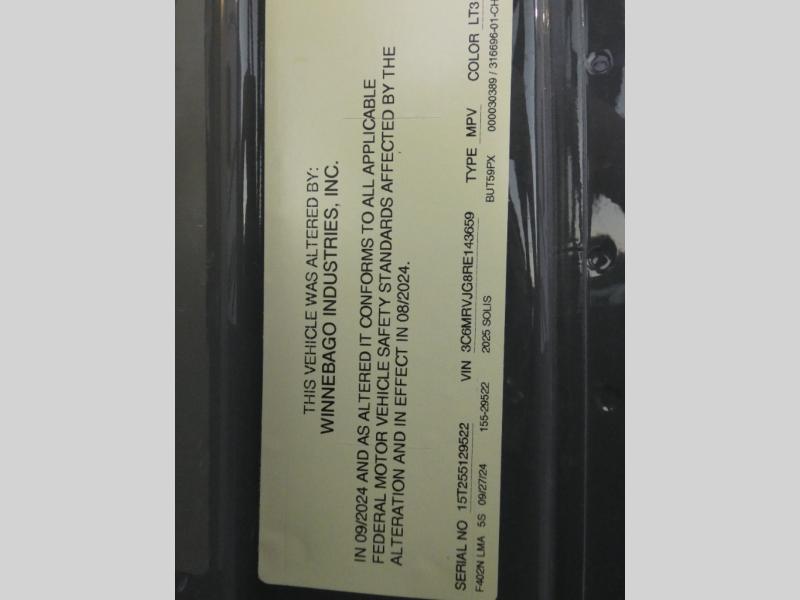 THIS VEHICLE WAS ALTERED BY:
WINNEBAGO INDUSTRIES, INC.
IN 09/2024 AND AS ALTERED IT CONFORMS TO ALL APPLICABLE
FEDERAL MOTOR VEHICLE SAFETY STANDARDS AFFECTED BY THE
ALTERATION AND IN EFFECT IN 08/2024.
SERIAL NO 15T255129522 VIN 3C6MRVJG8RE143659 TYPE MPV COLOR LT3
F402N LMA 5S 09/27/24 155-29522 2025 SOLIS BUT59PX 000030389 / 316696-01-CH